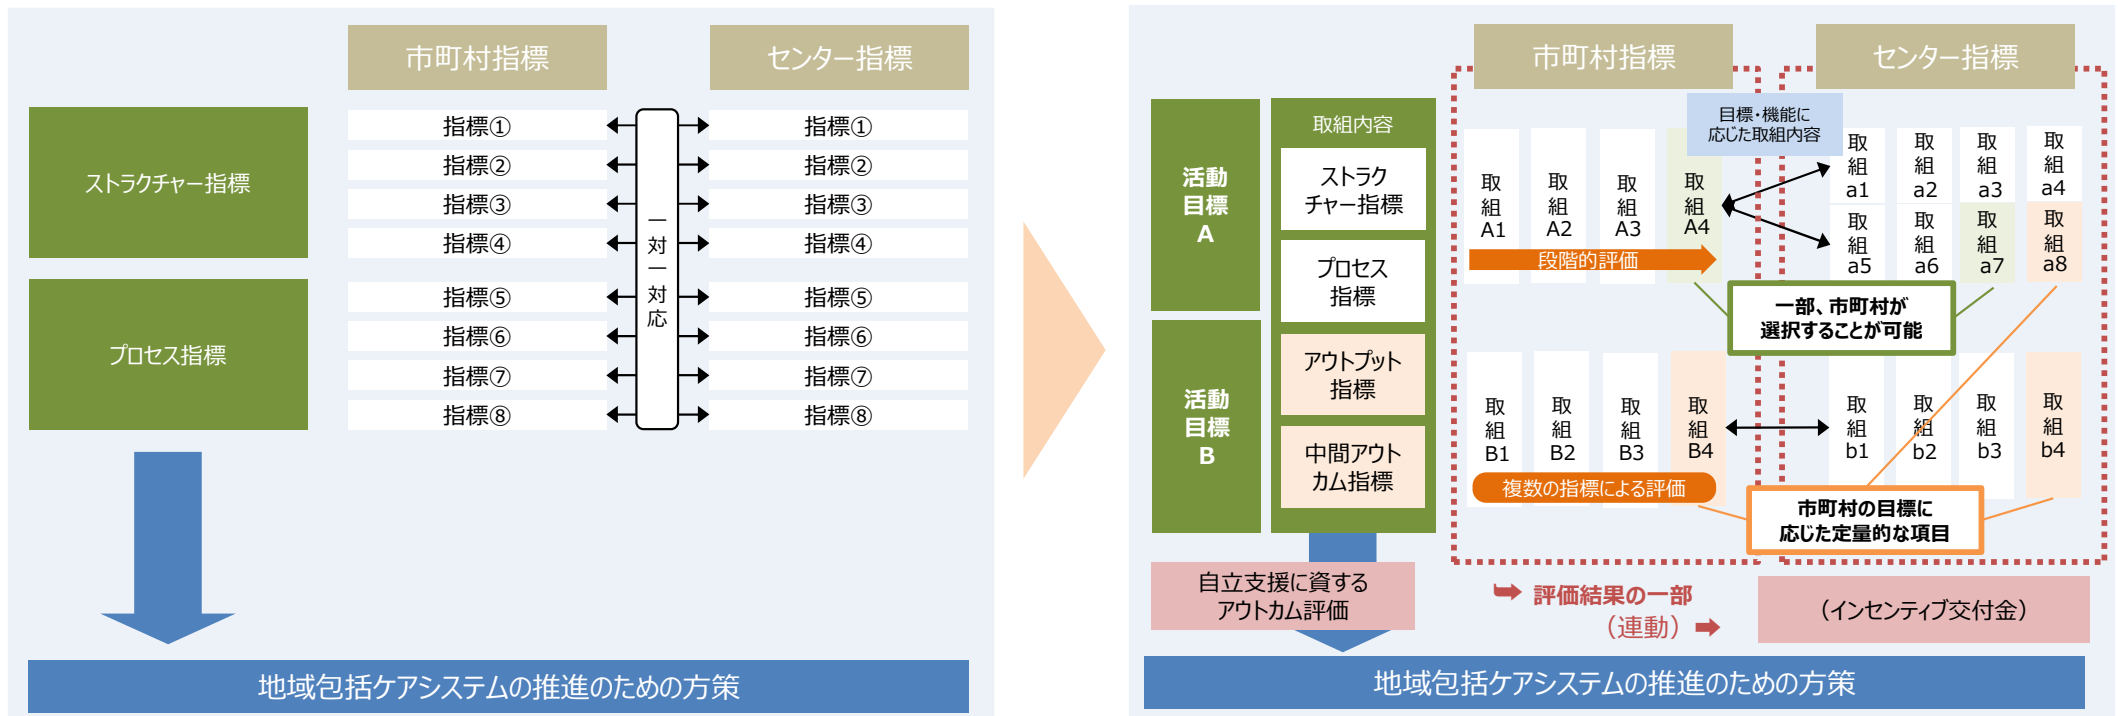 市町村指標
センター指標
ストラクチャー指標
プロセス指標
指標①
指標②
指標③
指標④
指標⑤
指標⑥
指標⑦
指標⑧
一対一対応
指標①
指標②
指標③
指標④
指標⑤
指標⑥
指標⑦
指標⑧
地域包括ケアシステムの推進のための方策
市町村指標
センター指標
活動
目標
A
活動
目標
B
取組内容
ストラク
チャー指標
プロセス
指標
アウトプット
指標
中間アウト
カム指標
目標・機能に
応じた取組内容
取組A1
取組A2
取組A3
取組A4
段階的評価
取組a1
取組a2
取組a3
取組a4
取組a5
取組a6
取組a7
取組a8
一部、市町村が
選択することが可能
取組B1
取組B2
取組B3
取組B4
複数の指標による評価
取組b1
取組b2
取組b3
取組b4
市町村の目標に
応じた定量的な項目
自立支援に資する
アウトカム評価
評価結果の一部
（連動）
（インセンティブ交付金）
地域包括ケアシステムの推進のための方策